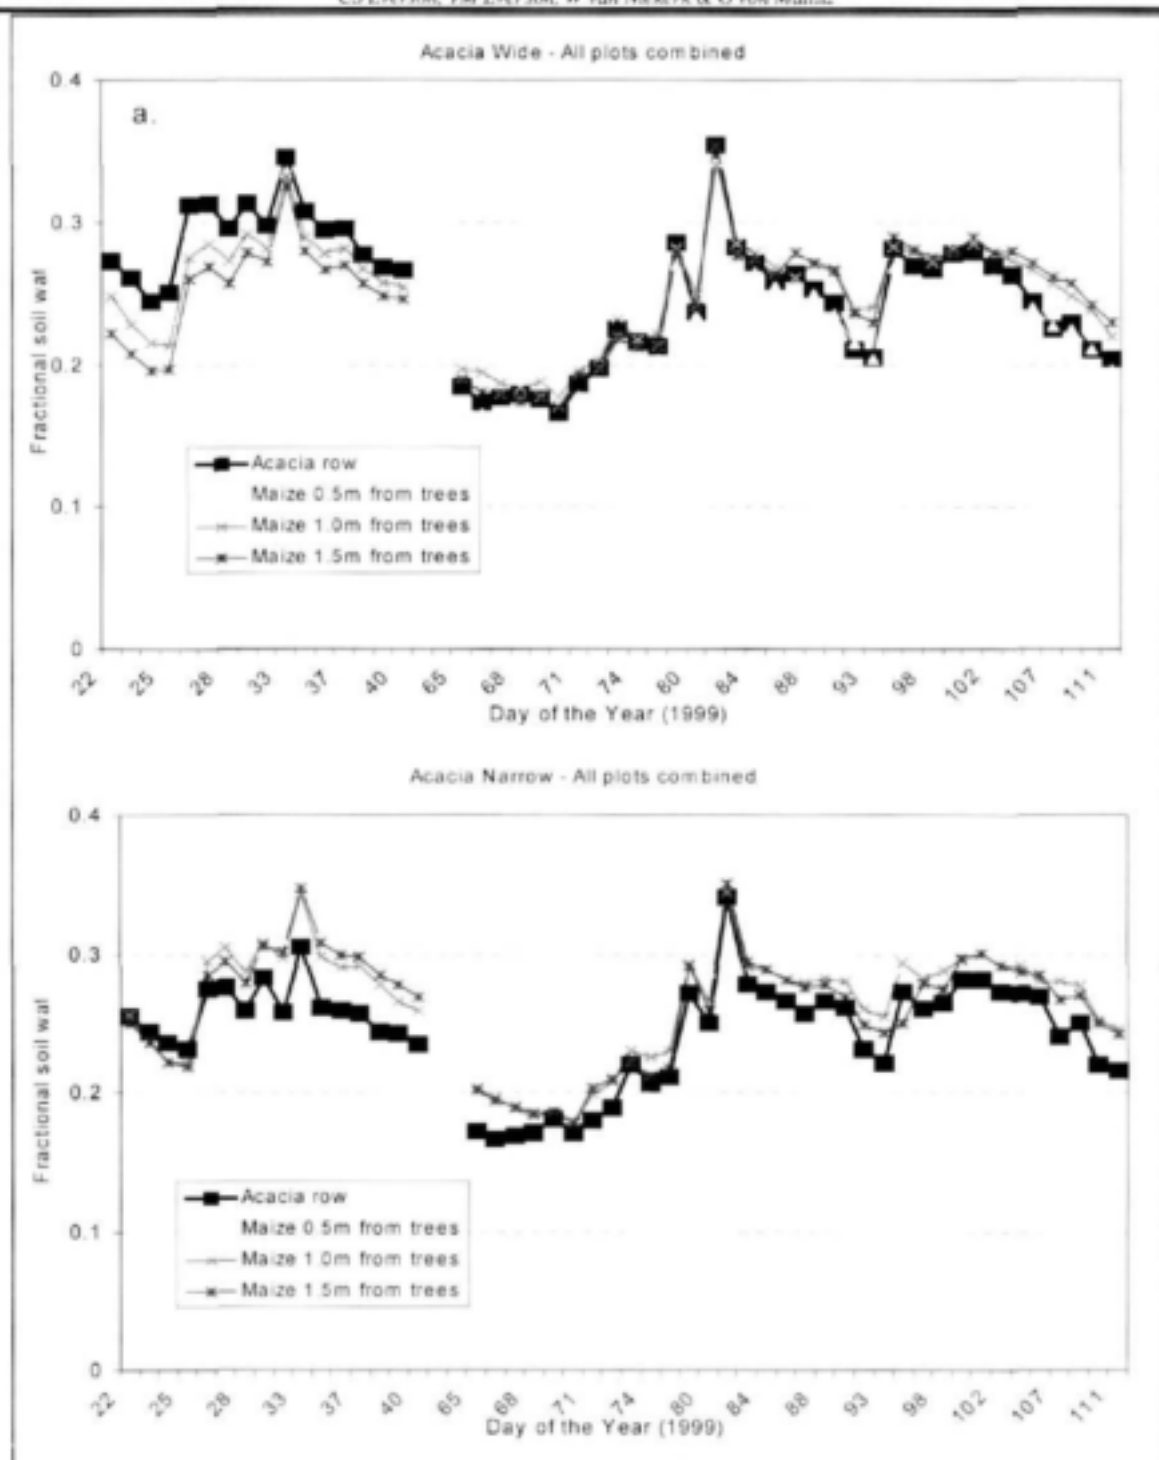 Acacia Wide - All plots combined
0.4
a.
0.3
0.2
0.1
0
Fractional soil wat
Acacia row
Maize 0.5m from trees
Maize 1.0m from trees
Maize 1.5m from trees
22 25 28 33 37 40 65 68 71 74 80 84 88 93 98 102 107 111
Day of the Year (1999)
Acacia Narrow - All plots combined
0.4
0.3
0.2
0.1
0
Fractional soil wat
Acacia row
Maize 0.5m from trees
Maize 1.0m from trees
Maize 1.5m from trees
22 25 28 33 37 40 65 68 71 74 80 84 88 93 98 102 107 111
Day of the Year (1999)